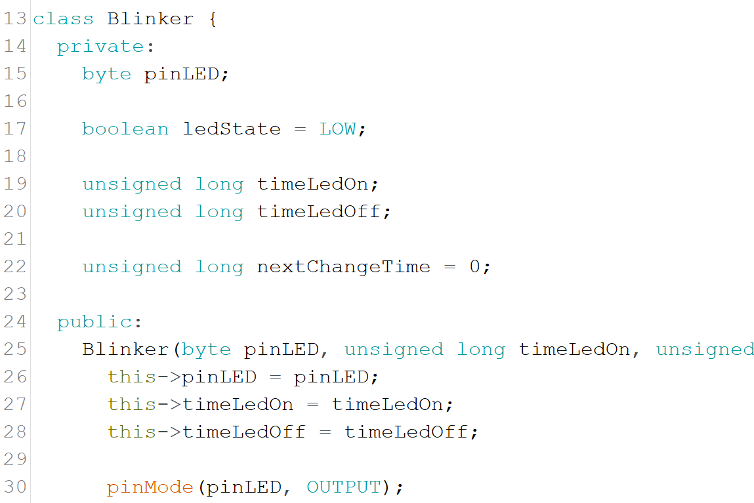 13 class Blinker {
14   private:
15     byte pinLED;
16
17     boolean ledState = LOW;
18
19     unsigned long timeLedOn;
20     unsigned long timeLedOff;
21
22     unsigned long nextChangeTime = 0;
23
24   public:
25     Blinker(byte pinLED, unsigned long timeLedOn, unsigned
26       this->pinLED = pinLED;
27       this->timeLedOn = timeLedOn;
28       this->timeLedOff = timeLedOff;
29
30       pinMode(pinLED, OUTPUT);